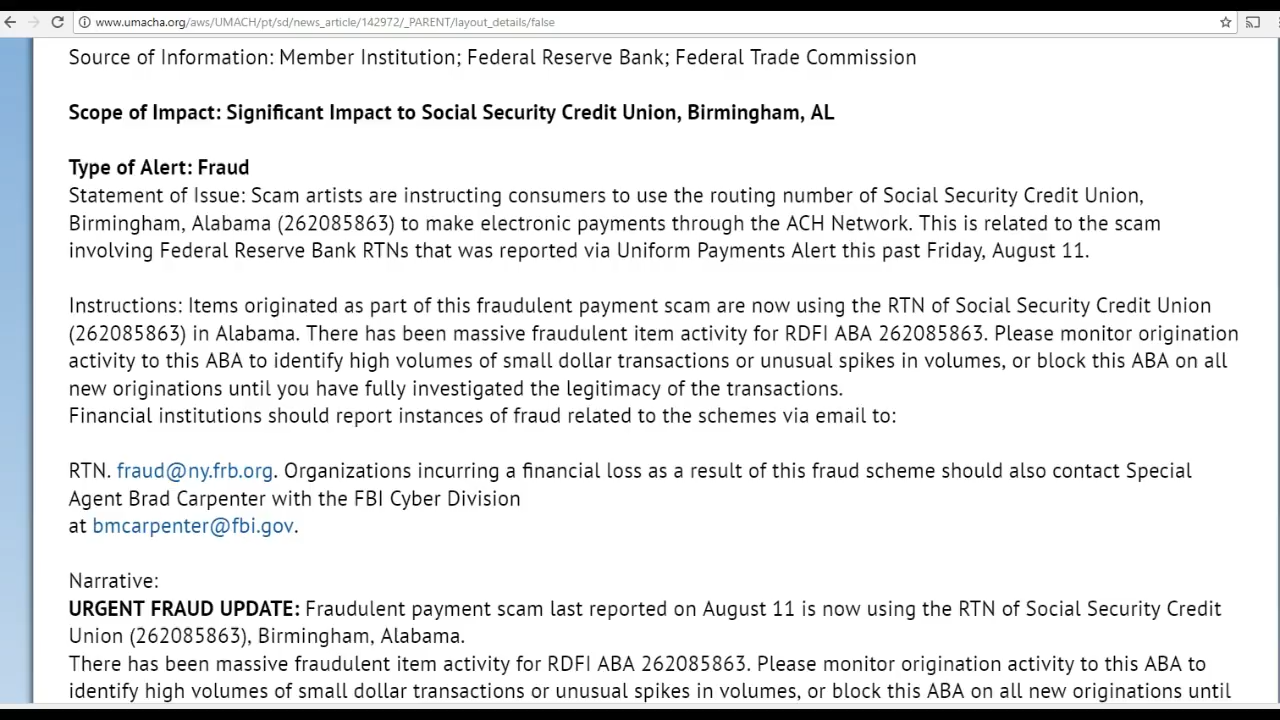 www.umacha.org/aws/UMACH/pt/sd/news_article/142972/_PARENT/layout_details/false
Source of Information: Member Institution; Federal Reserve Bank; Federal Trade Commission
Scope of Impact: Significant Impact to Social Security Credit Union, Birmingham, AL
Type of Alert: Fraud
Statement of Issue: Scam artists are instructing consumers to use the routing number of Social Security Credit Union,
Birmingham, Alabama (262085863) to make electronic payments through the ACH Network. This is related to the scam
involving Federal Reserve Bank RTNs that was reported via Uniform Payments Alert this past Friday, August 11.
Instructions: Items originated as part of this fraudulent payment scam are now using the RTN of Social Security Credit Union
(262085863) in Alabama. There has been massive fraudulent item activity for RDFI ABA 262085863. Please monitor origination
activity to this ABA to identify high volumes of small dollar transactions or unusual spikes in volumes, or block this ABA on all
new originations until you have fully investigated the legitimacy of the transactions.
Financial institutions should report instances of fraud related to the schemes via email to:
RTN. fraud@ny.frb.org. Organizations incurring a financial loss as a result of this fraud scheme should also contact Special
Agent Brad Carpenter with the FBI Cyber Division
at bmcarpenter@fbi.gov.
Narrative:
URGENT FRAUD UPDATE: Fraudulent payment scam last reported on August 11 is now using the RTN of Social Security Credit
Union (262085863), Birmingham, Alabama.
There has been massive fraudulent item activity for RDFI ABA 262085863. Please monitor origination activity to this ABA to
identify high volumes of small dollar transactions or unusual spikes in volumes, or block this ABA on all new originations until